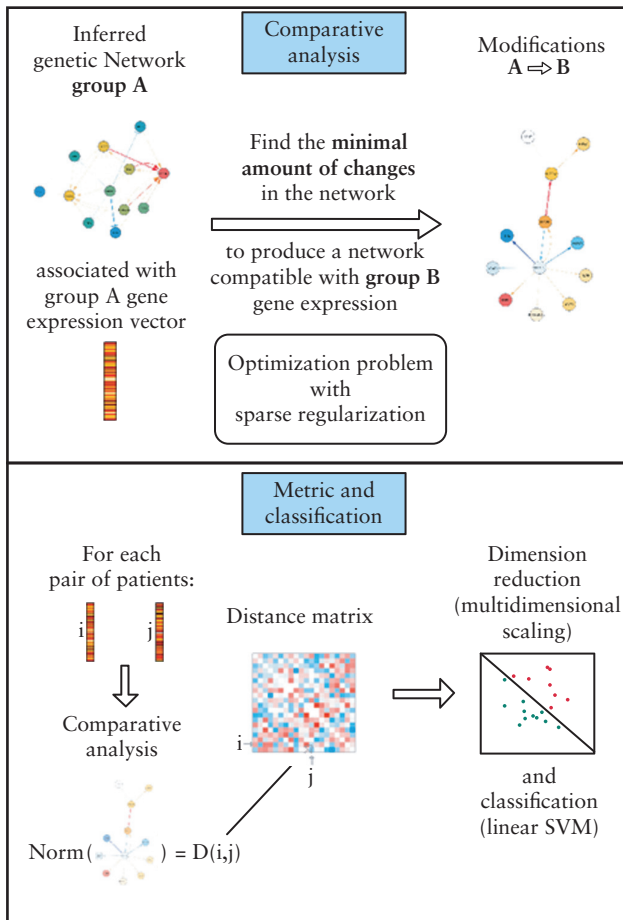 Inferred
genetic Network
group A
Comparative
analysis
Modifications
A ⇒ B
Find the minimal
amount of changes
in the network
to produce a network
compatible with group B
gene expression
associated with
group A gene
expression vector
Optimization problem
with
sparse regularization
Metric and
classification
For each
pair of patients:
i
j
Comparative
analysis
Norm( ) = D(i,j)
Distance matrix
i
j
Dimension
reduction
(multidimensional
scaling)
and
classification
(linear SVM)